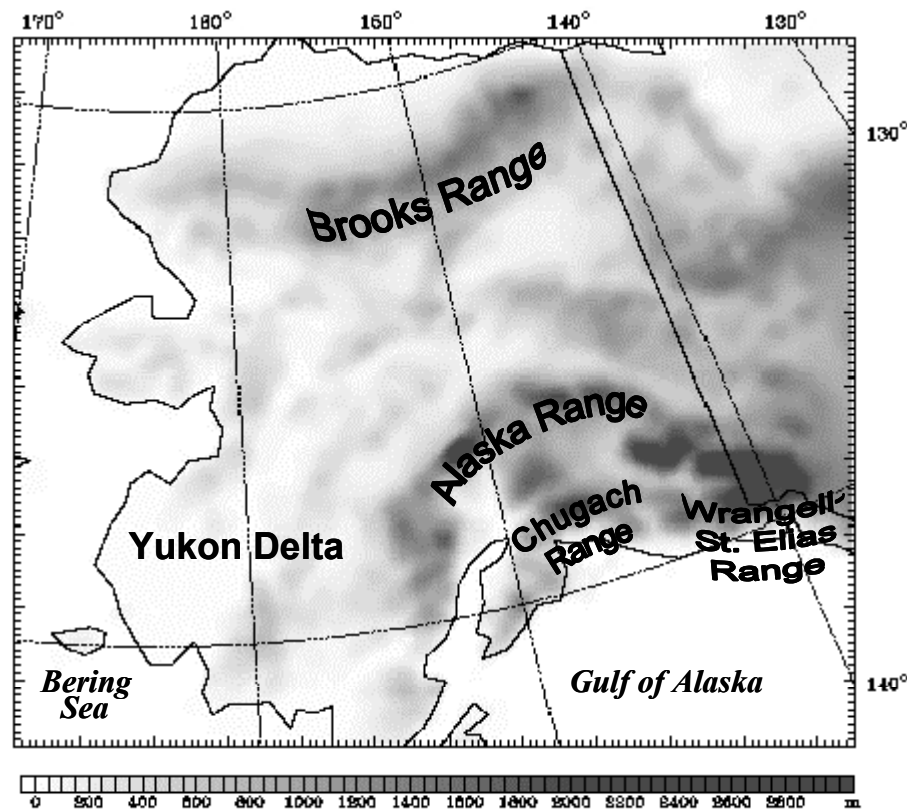 170° 180° 150° 140° 130°
130°
Brooks Range
Alaska Range
Chugach
Range
Wrangell-
St. Elias
Range
Yukon Delta
Bering
Sea
Gulf of Alaska
140°
0 200 400 600 800 1000 1200 1400 1600 1800 2000 2200 2400 2600 2800 m